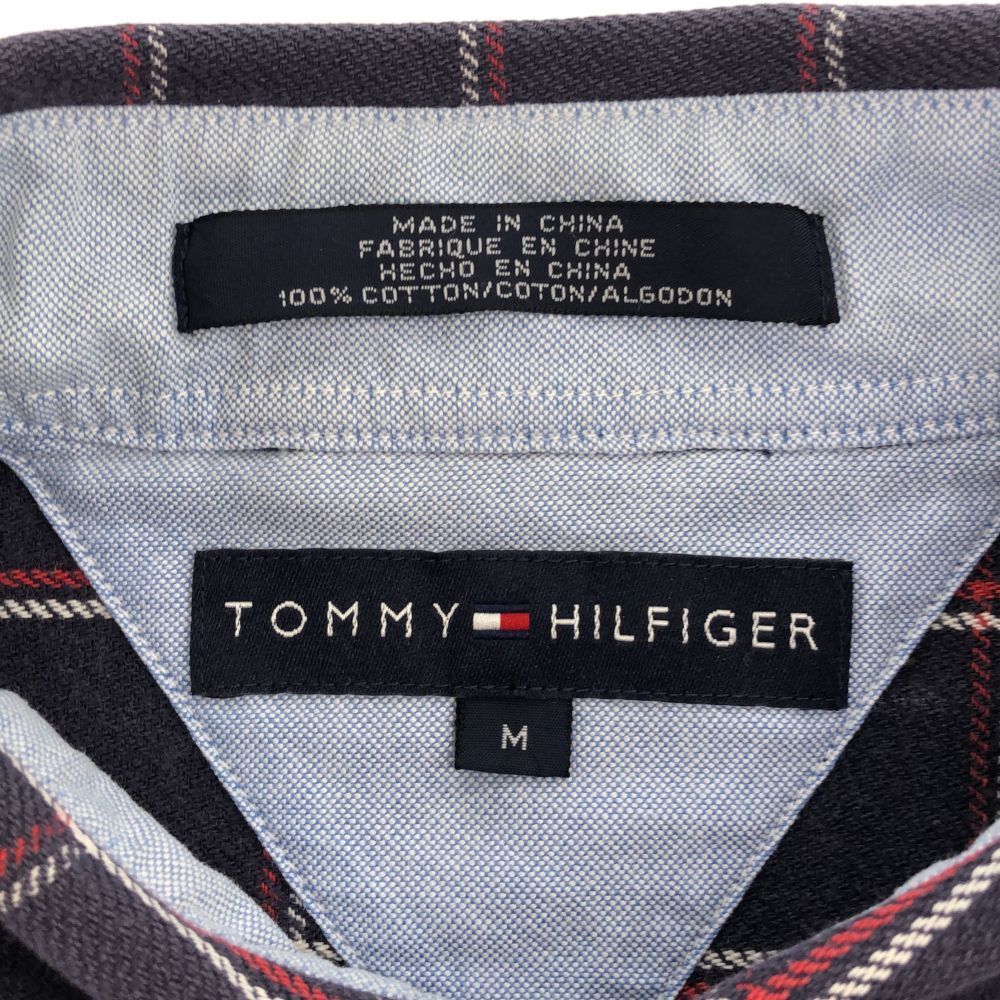 MADE IN CHINA
FABRIQUE EN CHINE
HECHO EN CHINA
100% COTTON/COTON/ALGODON
TOMMY HILFIGER
M